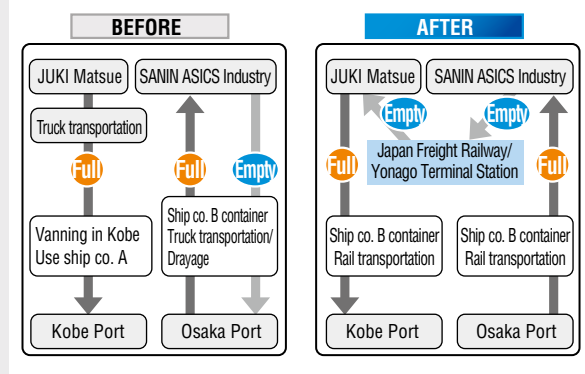 BEFORE
JUKI Matsue
SANIN ASICS Industry
Truck transportation
Full
Full
Empty
Vanning in Kobe
Use ship co. A
Ship co. B container
Truck transportation/
Drayage
Kobe Port
Osaka Port
AFTER
JUKI Matsue
SANIN ASICS Industry
Empty
Empty
Japan Freight Railway/
Yonago Terminal Station
Full
Full
Ship co. B container
Rail transportation
Ship co. B container
Rail transportation
Kobe Port
Osaka Port